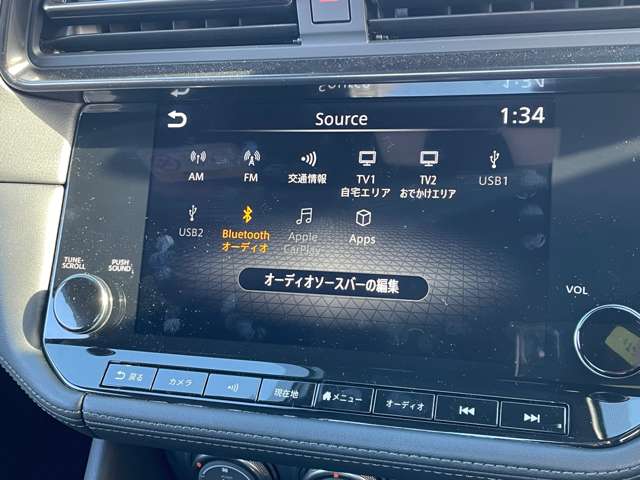 Source
1:34
AM
FM
交通情報
TV1
自宅エリア
TV2
おでかけエリア
USB1
USB2
Bluetooth
オーディオ
Apple
CarPlay
Apps
オーディオソースバーの編集
TUNE·
SCROLL
PUSH
SOUND
VOL
戻る
カメラ
現在地
メニュー
オーディオ